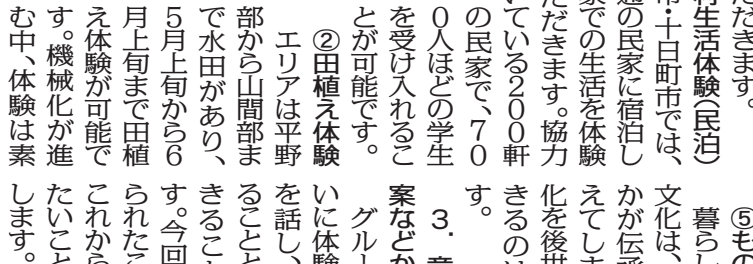 だきます。
村生活体験(民泊)
市・十日町市では、
通の民家に宿泊し
家での生活を体験
ただきます。協力
いている200軒
の民家で、70
0人ほどの学生
を受け入れるこ
とが可能です。
②田植え体験
エリアは平野
部から山間部ま
で水田があり、
5月上旬から6
月上旬まで田植
え体験が可能で
す。機械化が進
む中、体験は素
⑤もの
暮らし
文化は、
かが伝承
えてしま
化を後世
きるのは
す。
3．意
案などか
グルー
いに体験
を話し、
ることと
きること
す。今回
られたこ
これから
たいこと
します。